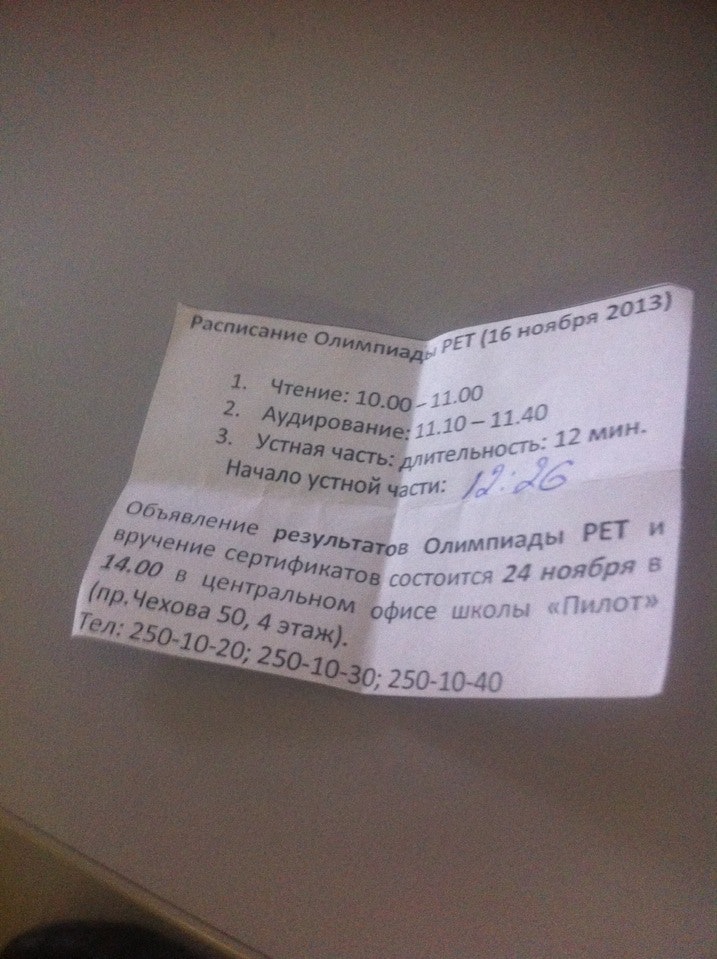 Расписание Олимпиады PET (16 ноября 2013)
1. Чтение: 10.00 – 11.00
2. Аудирование: 11.10 – 11.40
3. Устная часть: длительность: 12 мин.
Начало устной части: 12:26
Объявление результатов Олимпиады PET и
вручение сертификатов состоится 24 ноября в
14.00 в центральном офисе школы «Пилот»
(пр.Чехова 50, 4 этаж).
Тел: 250-10-20; 250-10-30; 250-10-40